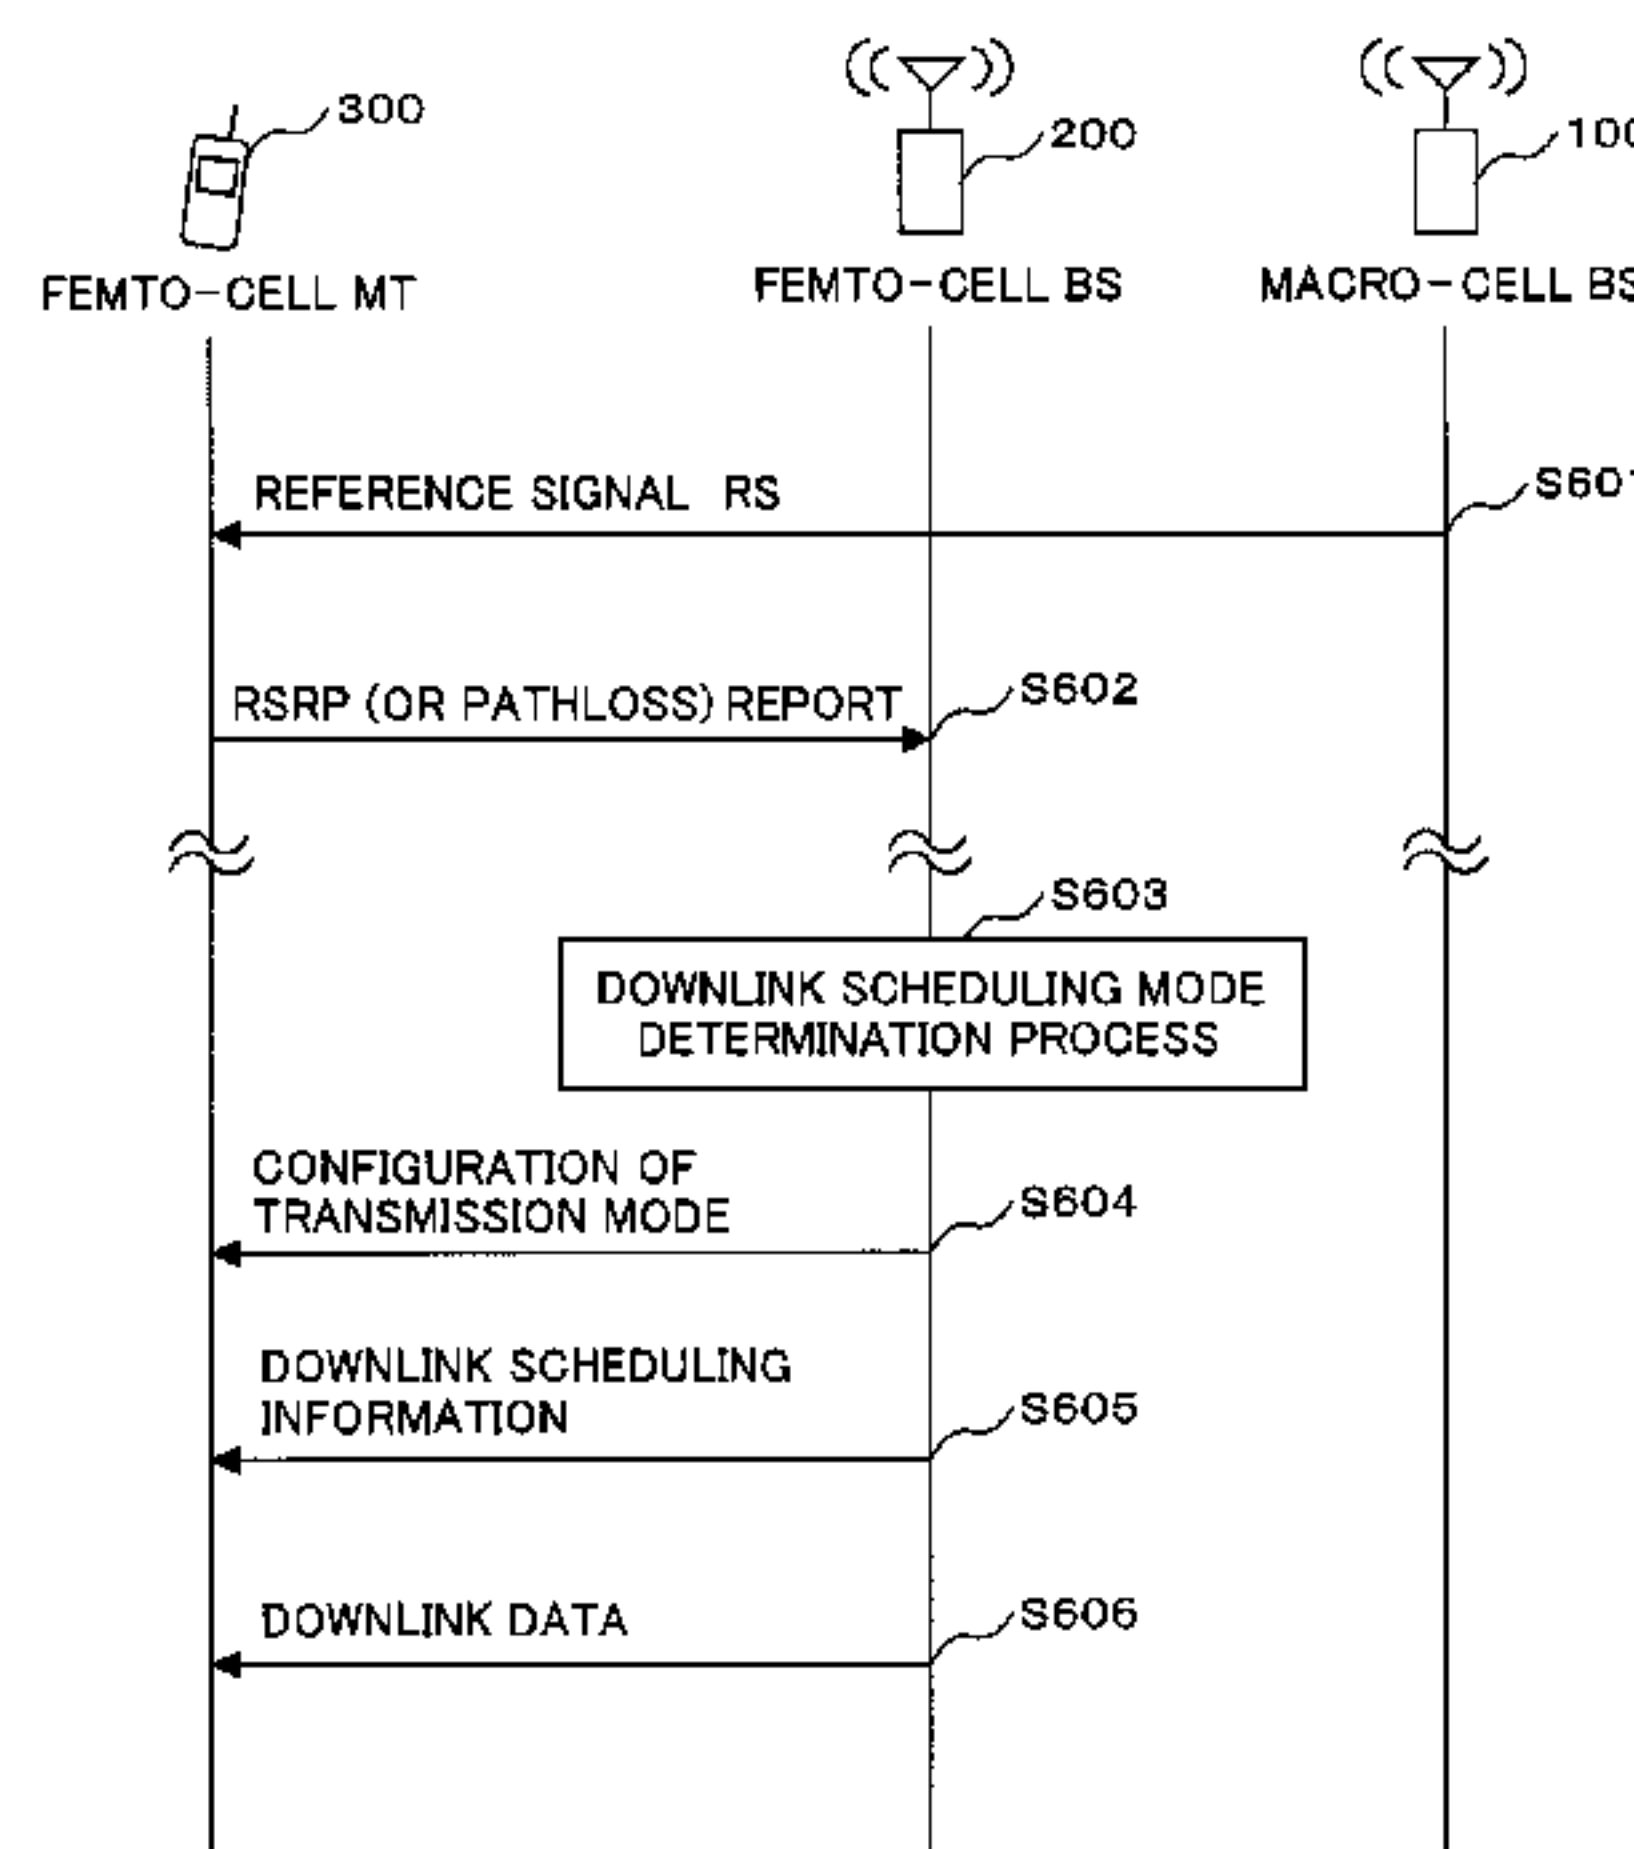 300
200
100
FEMTO-CELL MT
FEMTO-CELL BS
MACRO-CELL BS
REFERENCE SIGNAL RS
S601
RSRP (OR PATHLOSS) REPORT
S602
S603
DOWNLINK SCHEDULING MODE
DETERMINATION PROCESS
CONFIGURATION OF
TRANSMISSION MODE
S604
DOWNLINK SCHEDULING
INFORMATION
S605
DOWNLINK DATA
S606